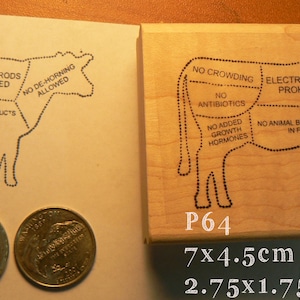 RODS
ED
NO DE-HORNING
ALLOWED
UCTS
NO CROWDING
ELECTR
PRO
NO
ANTIBIOTICS
NO ADDED
GROWTH
HORMONES
NO ANIMAL B
IN F
P64
7x4.5cm
2.75x1.75